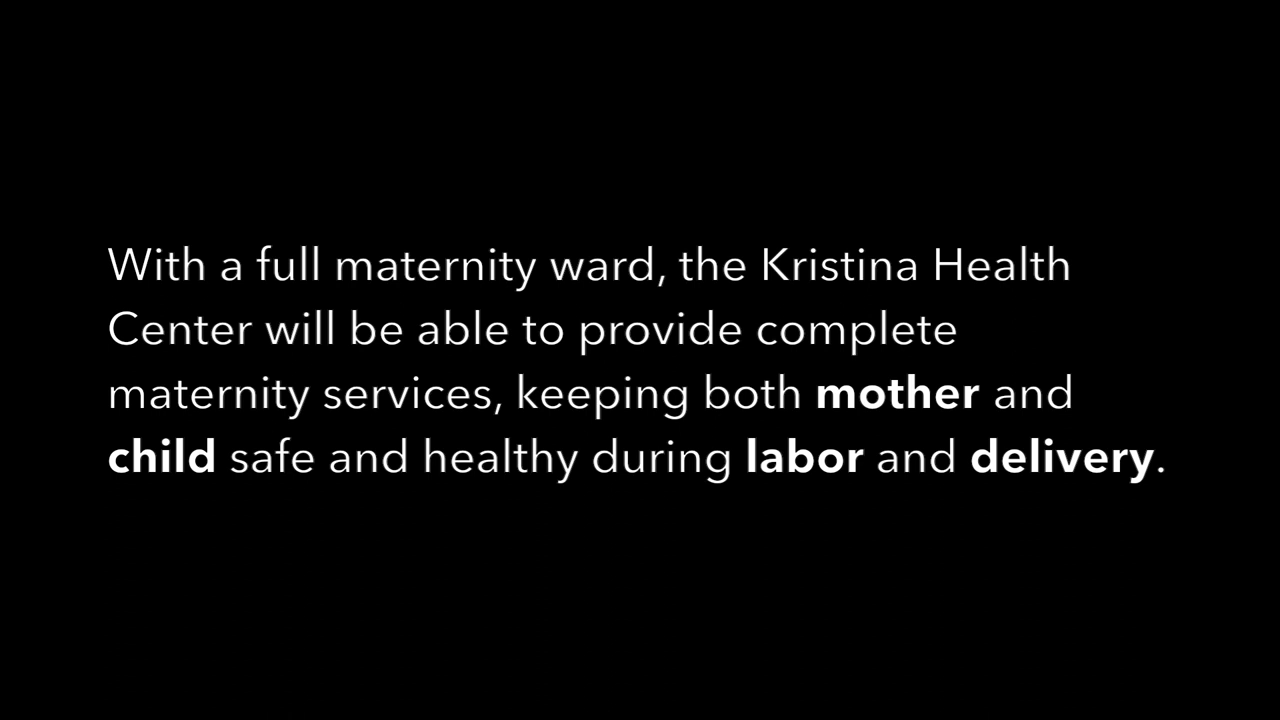 With a full maternity ward, the Kristina Health
Center will be able to provide complete
maternity services, keeping both mother and
child safe and healthy during labor and delivery.